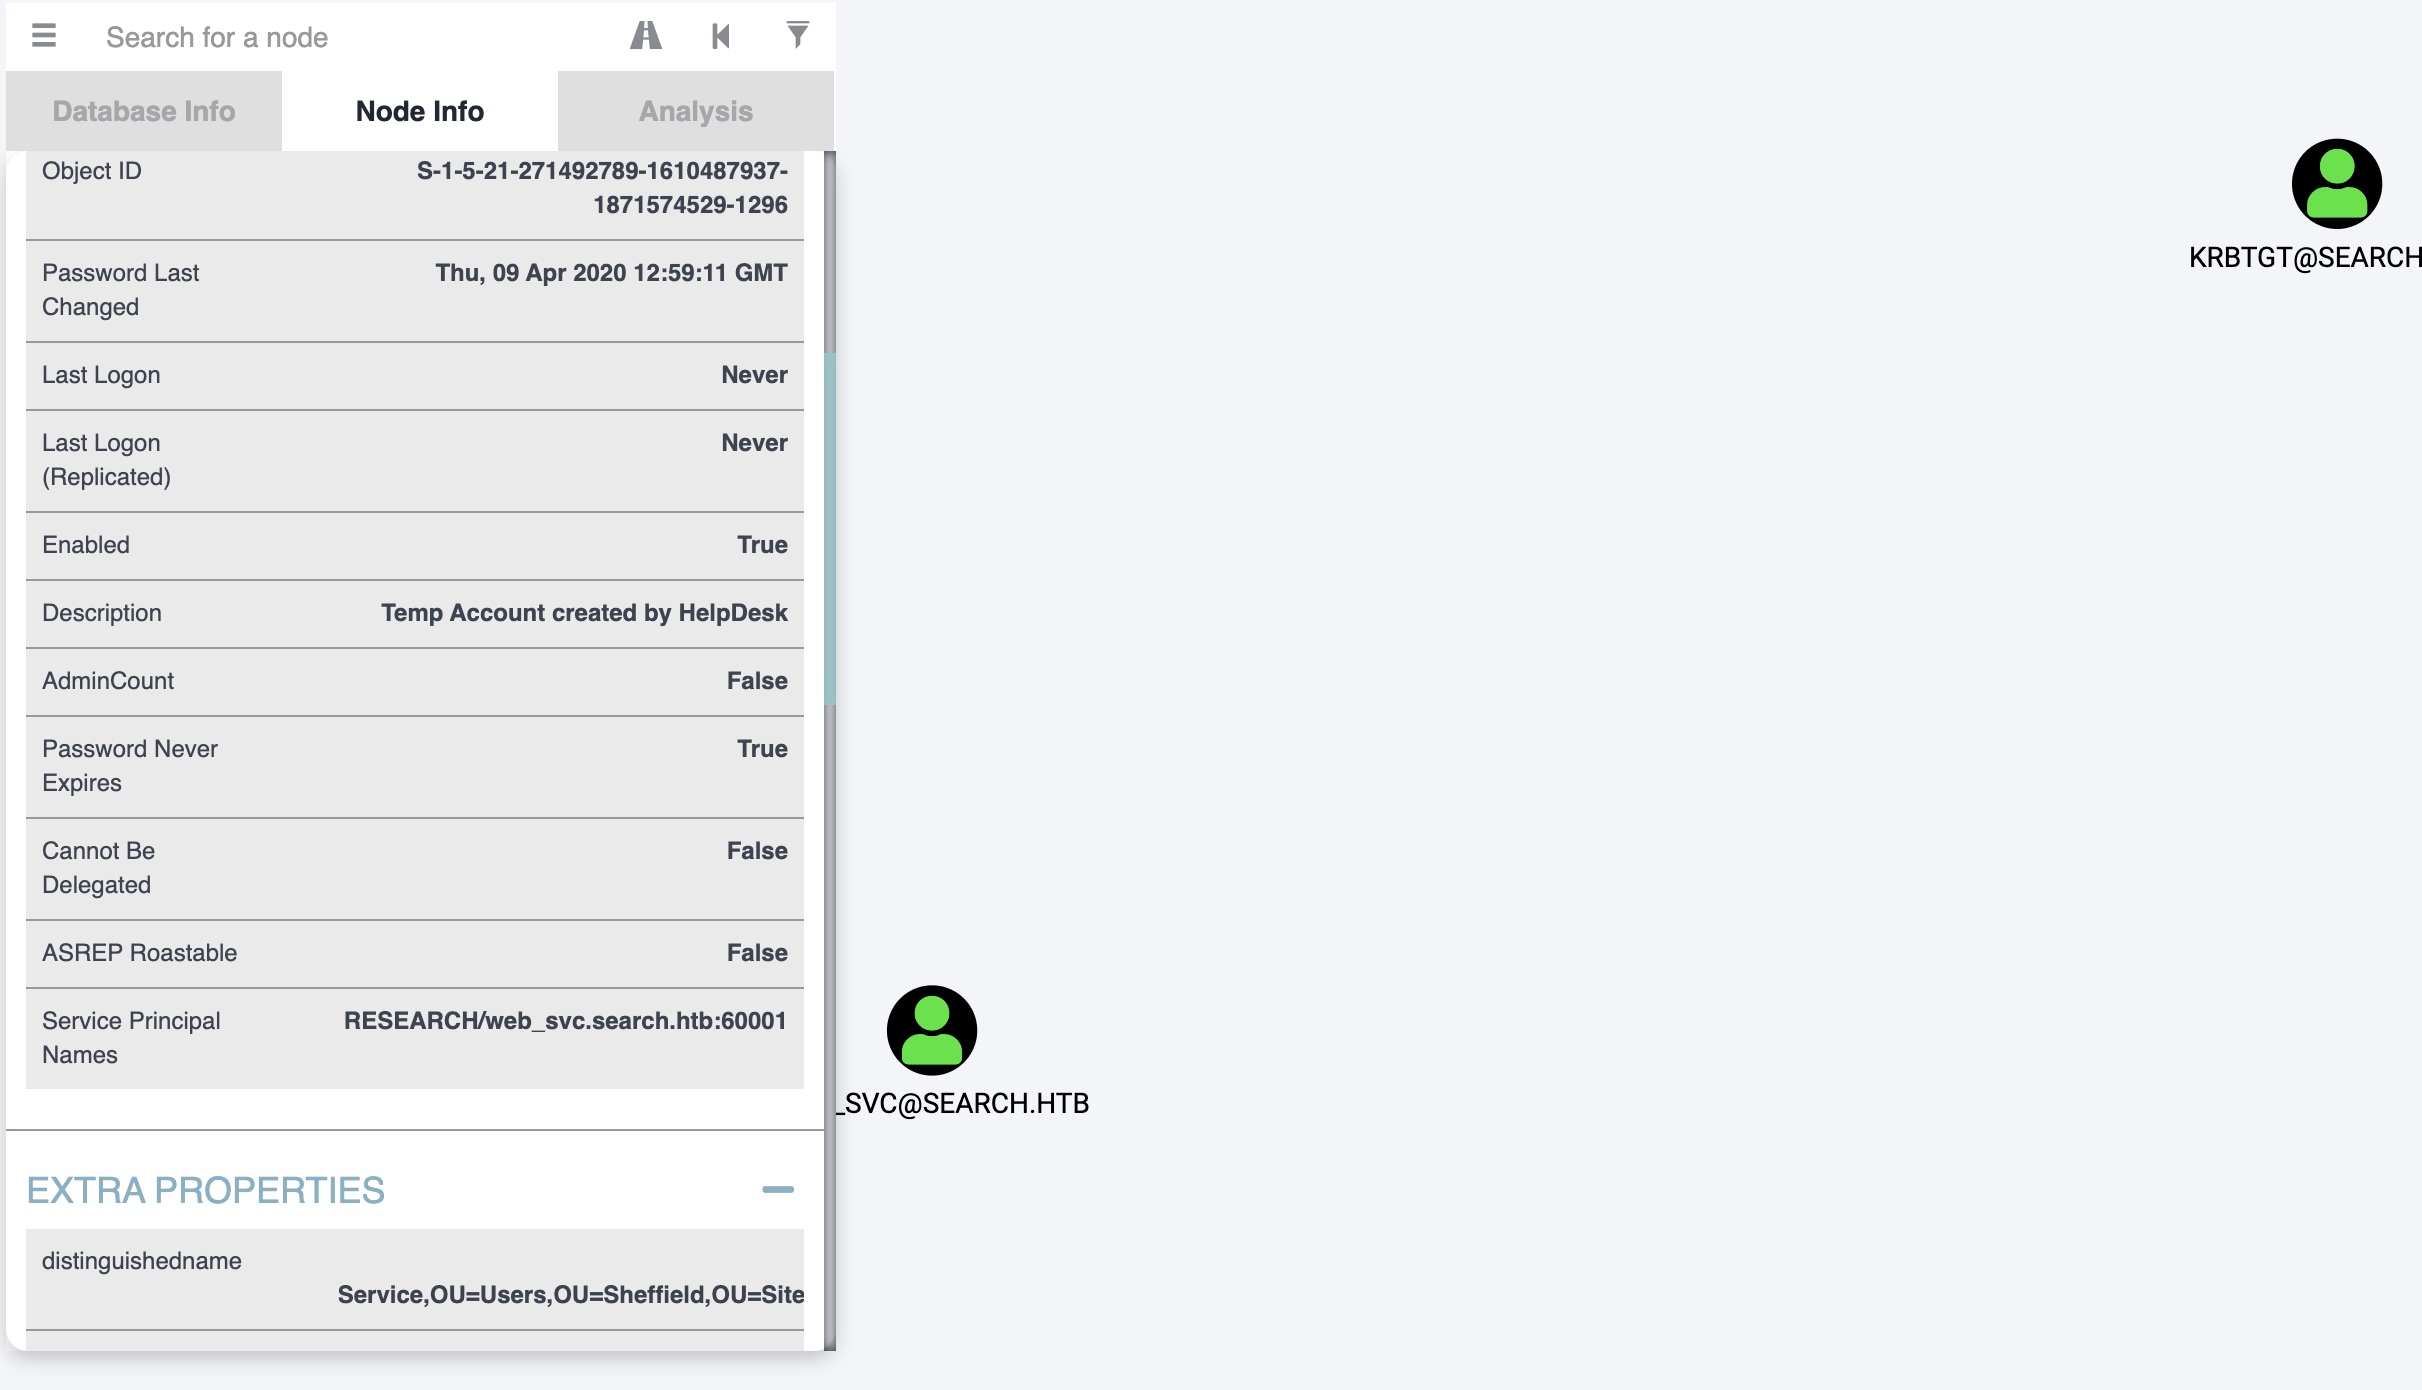 Search for a node
Database Info
Node Info
Analysis
Object ID
S-1-5-21-271492789-1610487937-
1871574529-1296
Password Last
Changed
Thu, 09 Apr 2020 12:59:11 GMT
Last Logon
Never
Last Logon
(Replicated)
Never
Enabled
True
Description
Temp Account created by HelpDesk
AdminCount
False
Password Never
Expires
True
Cannot Be
Delegated
False
ASREP Roastable
False
Service Principal
Names
RESEARCH/web_svc.search.htb:60001
EXTRA PROPERTIES
distinguishedname
Service,OU=Users,OU=Sheffield,OU=Site
KRBTGT@SEARCH
_SVC@SEARCH.HTB